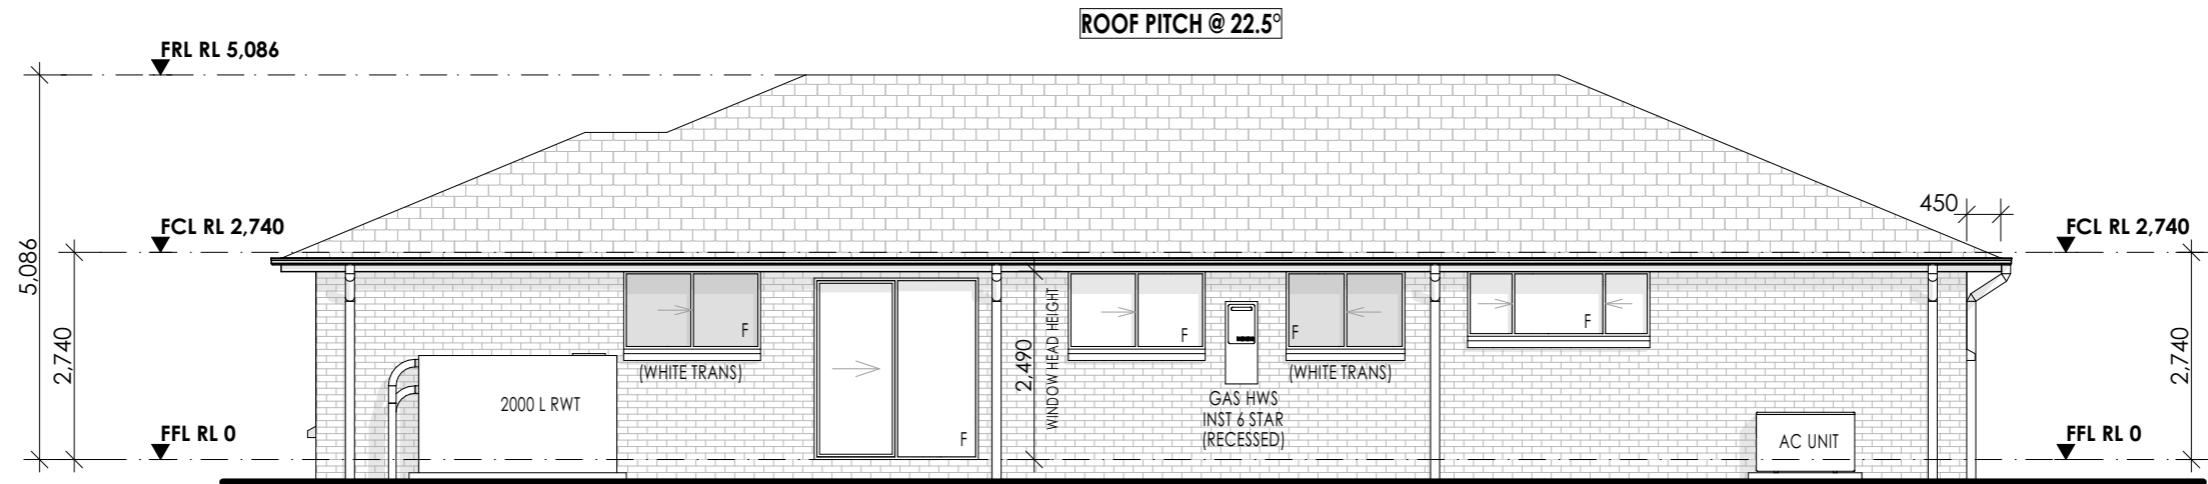 ROOF PITCH @ 22.5°
FRL RL 5,086
450
FCL RL 2,740
FCL RL 2,740
5,086
2,740
2,490
WINDOW HEAD HEIGHT
2,740
F
F
F
F
F
(WHITE TRANS)
(WHITE TRANS)
2000 L RWT
GAS HWS
INST 6 STAR
(RECESSED)
AC UNIT
FFL RL 0
FFL RL 0